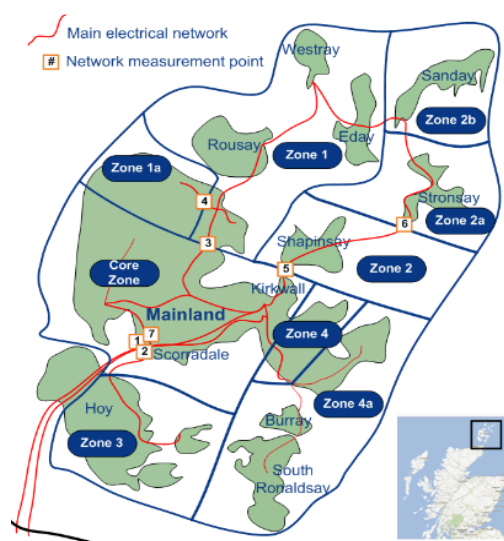 Main electrical network
# Network measurement point
Westray
Sanday
Zone 2b
Eday
Rousay
Zone 1
Zone 1a
Stronsay
4
6
Zone 2a
3
Shapinsay
Zone 2
5
Core
Zone
Kirkwall
Mainland
Zone 4
7
1
2
Scorradale
Zone 4a
Hoy
Burray
Zone 3
South
Ronaldsay